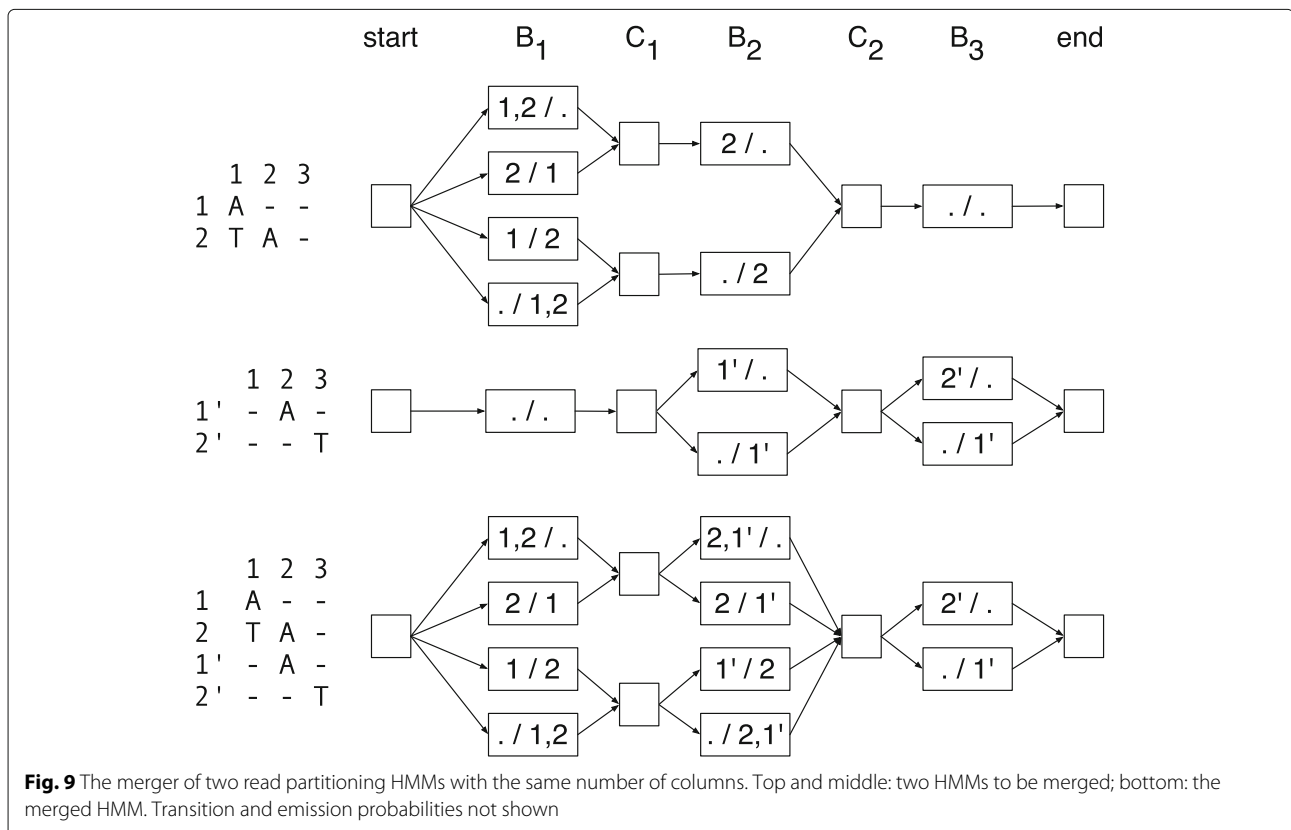 start B1 C1 B2 C2 B3 end
1,2 / .
2 / .
2 / 1
1 2 3
1 A - -
2 T A -
. / .
1 / 2
. / 2
. / 1,2
1 2 3
1' - A -
2' - - T
1' / .
2' / .
. / .
. / 1'
. / 1'
1,2 / .
2,1' / .
1 2 3
1 A - -
2 T A -
1' - A -
2' - - T
2 / 1
2 / 1'
2' / .
1 / 2
1' / 2
. / 1'
. / 1,2
. / 2,1'
Fig. 9 The merger of two read partitioning HMMs with the same number of columns. Top and middle: two HMMs to be merged; bottom: the
merged HMM. Transition and emission probabilities not shown